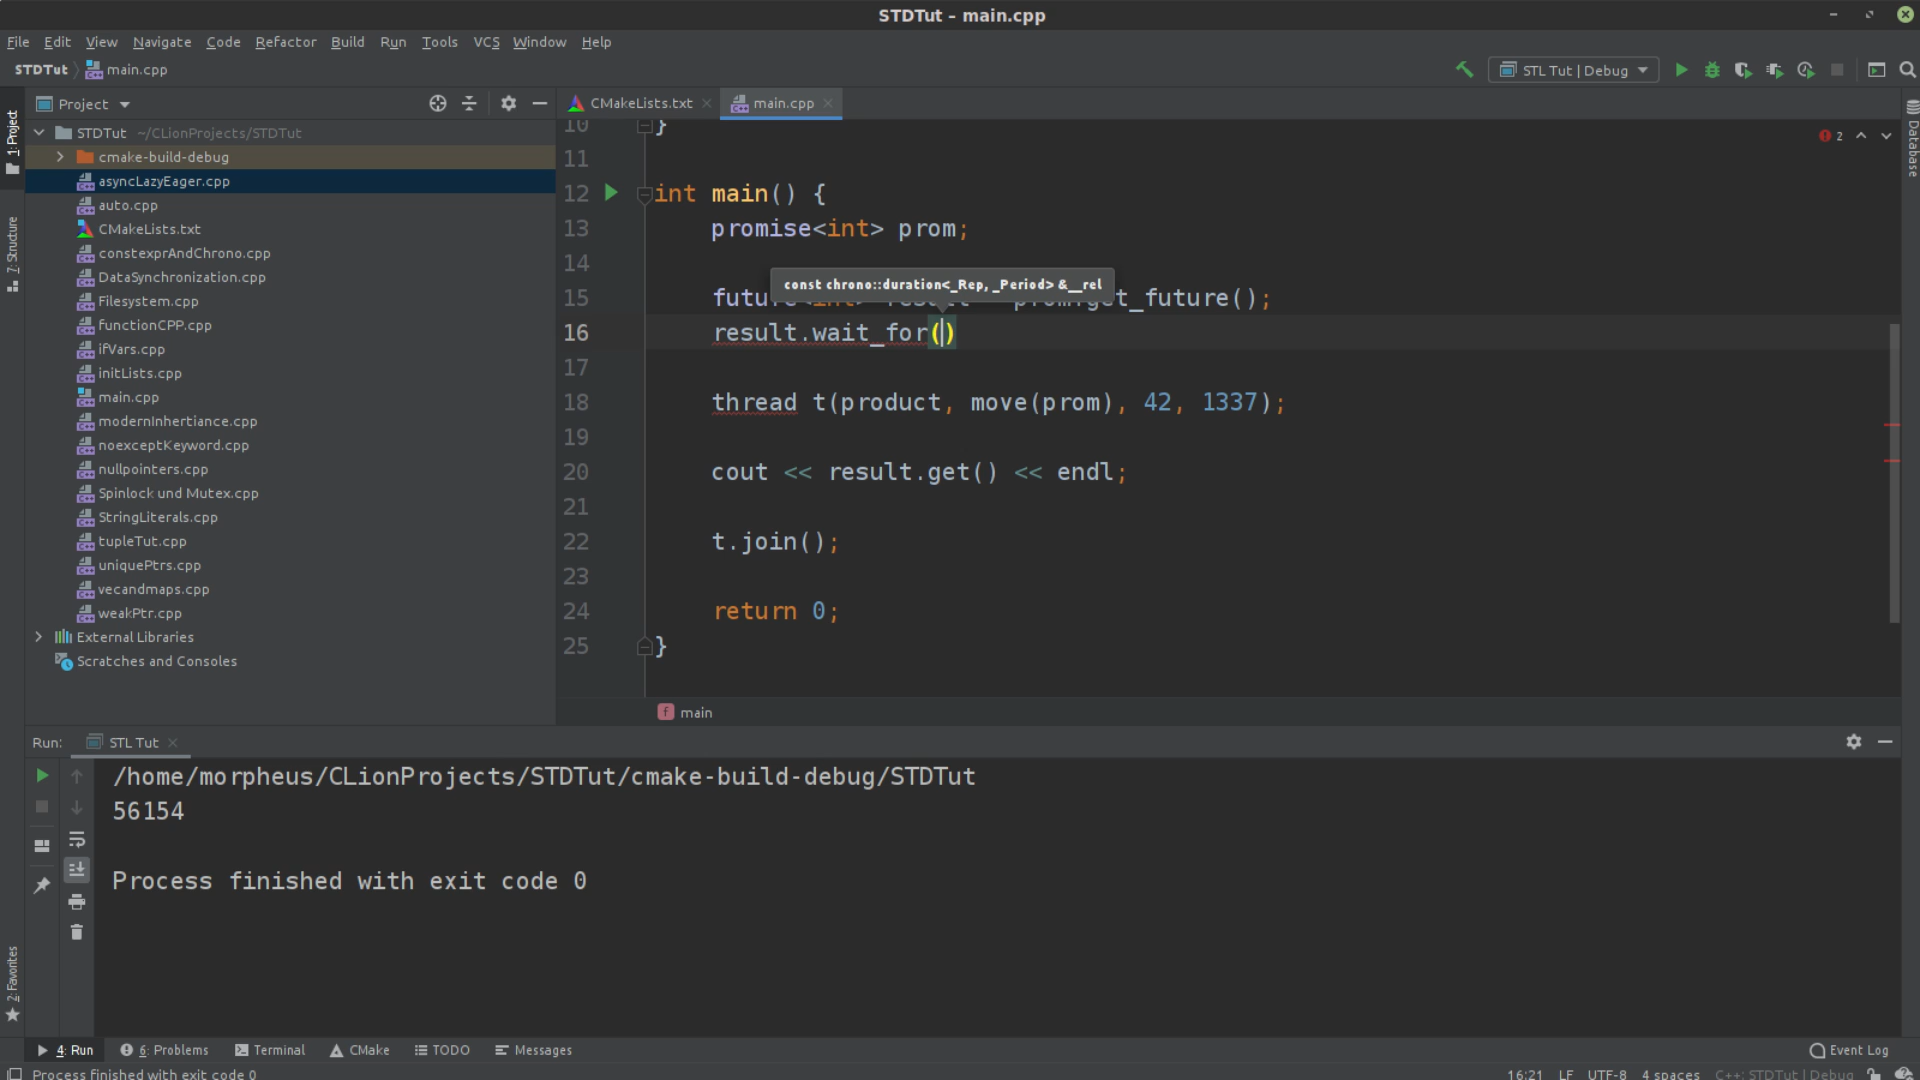 STDTut – main.cpp
File Edit View Navigate Code Refactor Build Run Tools VCS Window Help
STDTut main.cpp
STL Tut | Debug
1: Project
7: Structure
2: Favorites
Database
Project
STDTut ~/CLionProjects/STDTut
cmake-build-debug
asyncLazyEager.cpp
auto.cpp
CMakeLists.txt
constexprAndChrono.cpp
DataSynchronization.cpp
Filesystem.cpp
functionCPP.cpp
ifVars.cpp
initLists.cpp
main.cpp
modernInhertiance.cpp
noexceptKeyword.cpp
nullpointers.cpp
Spinlock und Mutex.cpp
StringLiterals.cpp
tupleTut.cpp
uniquePtrs.cpp
vecandmaps.cpp
weakPtr.cpp
External Libraries
Scratches and Consoles
CMakeLists.txt main.cpp
2
10 }
11
12 int main() {
13 promise<int> prom;
14
const chrono::duration<_Rep, _Period> &__rel
15 future<int> result = prom.get_future();
16 result.wait_for()
17
18 thread t(product, move(prom), 42, 1337);
19
20 cout << result.get() << endl;
21
22 t.join();
23
24 return 0;
25 }
f main
Run: STL Tut
/home/morpheus/CLionProjects/STDTut/cmake-build-debug/STDTut
56154
Process finished with exit code 0
4: Run 6: Problems Terminal CMake TODO Messages Event Log
Process finished with exit code 0 16:21 LF UTF-8 4 spaces C++: STDTut | Debug